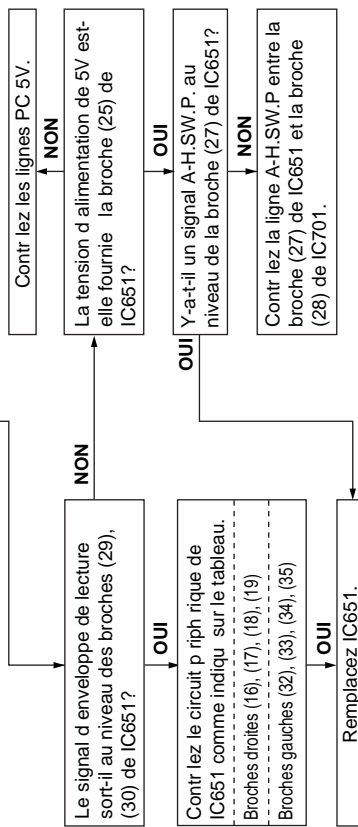 Le signal d enveloppe de lecture
sort-il au niveau des broches (29),
(30) de IC651?
NON
OUI
Contr lez le circuit p riph rique de
IC651 comme indiqu  sur le tableau.
Broches droites (16), (17), (18), (19)
Broches gauches (32), (33), (34), (35)
OUI
Remplacez IC651.
Contr lez les lignes PC 5V.
NON
La tension d alimentation de 5V est-
elle fournie  la broche (25) de
IC651?
OUI
Y-a-t-il un signal A-H.SW.P. au
niveau de la broche (27) de IC651?
OUI
NON
Contr lez la ligne A-H.SW.P entre la
broche (27) de IC651 et la broche
(28) de IC701.